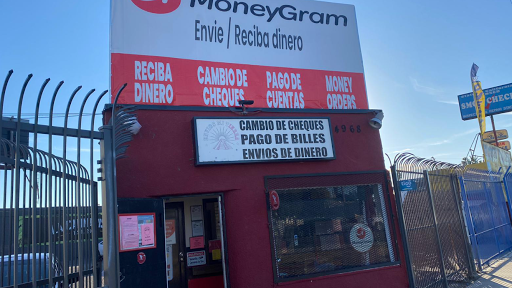 MoneyGram
Envie / Reciba dinero
RECIBA DINERO
CAMBIO DE CHEQUES
PAGO DE CUENTAS
MONEY ORDERS
CAMBIO DE CHEQUES
PAGO DE BILLES
ENVIOS DE DINERO